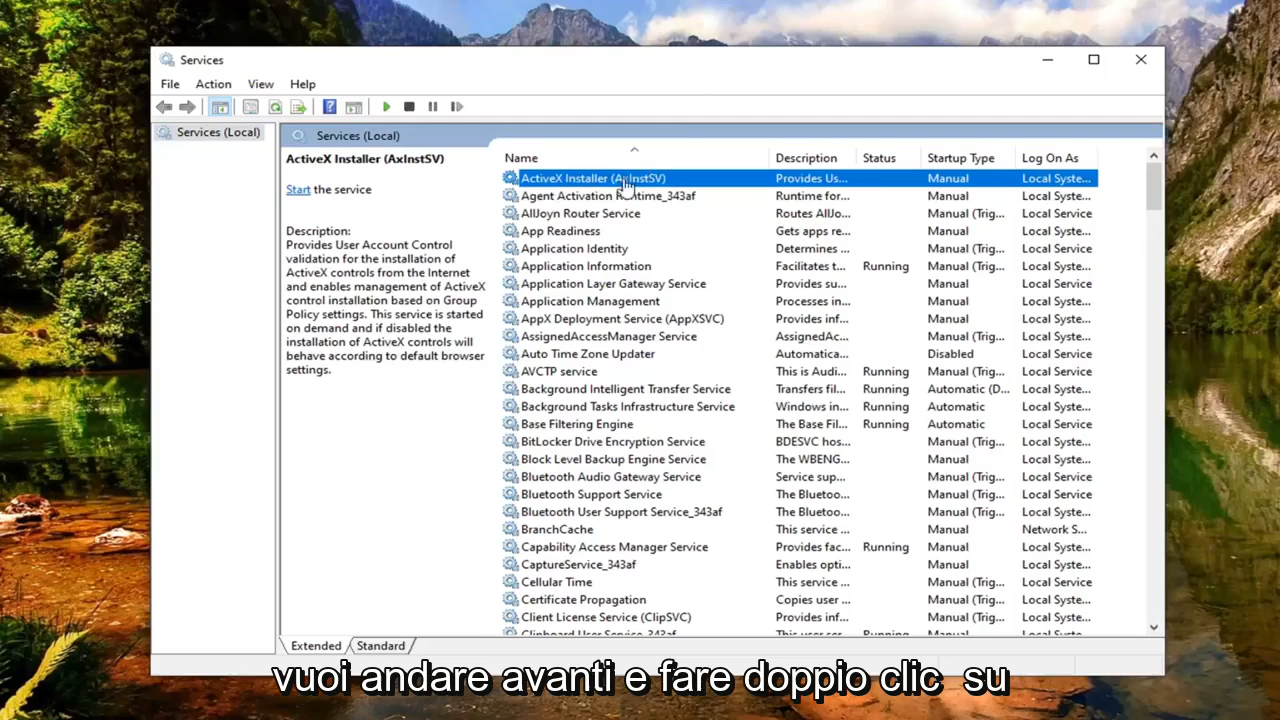 Services
File Action View Help
Services (Local)
Services (Local)
ActiveX Installer (AxInstSV)
Start the service
Description:
Provides User Account Control
validation for the installation of
ActiveX controls from the Internet
and enables management of ActiveX
control installation based on Group
Policy settings. This service is started
on demand and if disabled the
installation of ActiveX controls will
behave according to default browser
settings.
Name Description Status Startup Type Log On As
ActiveX Installer (AxInstSV) Provides Us... Manual Local Syste...
Agent Activation Runtime_343af Runtime for... Manual Local Syste...
AllJoyn Router Service Routes AllJo... Manual (Trig... Local Service
App Readiness Gets apps re... Manual Local Syste...
Application Identity Determines ... Manual (Trig... Local Service
Application Information Facilitates t... Running Manual (Trig... Local Syste...
Application Layer Gateway Service Provides su... Manual Local Service
Application Management Processes in... Manual Local Syste...
AppX Deployment Service (AppXSVC) Provides inf... Manual Local Syste...
AssignedAccessManager Service AssignedAc... Manual (Trig... Local Syste...
Auto Time Zone Updater Automatica... Disabled Local Service
AVCTP service This is Audi... Running Manual (Trig... Local Service
Background Intelligent Transfer Service Transfers fil... Running Automatic (D... Local Syste...
Background Tasks Infrastructure Service Windows in... Running Automatic Local Syste...
Base Filtering Engine The Base Fil... Running Automatic Local Service
BitLocker Drive Encryption Service BDESVC hos... Manual (Trig... Local Syste...
Block Level Backup Engine Service The WBENG... Manual Local Syste...
Bluetooth Audio Gateway Service Service sup... Manual (Trig... Local Service
Bluetooth Support Service The Bluetoo... Manual (Trig... Local Service
Bluetooth User Support Service_343af The Bluetoo... Manual (Trig... Local Syste...
BranchCache This service ... Manual Network S...
Capability Access Manager Service Provides fac... Running Manual Local Syste...
CaptureService_343af Enables opti... Manual Local Syste...
Cellular Time This service ... Manual (Trig... Local Service
Certificate Propagation Copies user ... Manual (Trig... Local Syste...
Client License Service (ClipSVC) Provides inf... Manual (Trig... Local Syste...
Clipboard User Service_343af This user ser... Running Manual Local Syste...
Extended Standard
vuoi andare avanti e fare doppio clic su